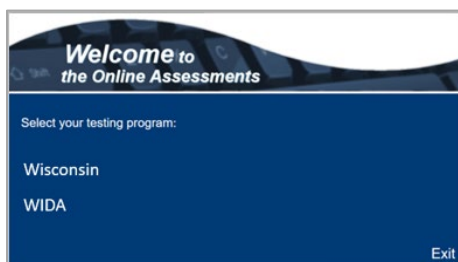 Welcome to
the Online Assessments
Select your testing program:
Wisconsin
WIDA
Exit